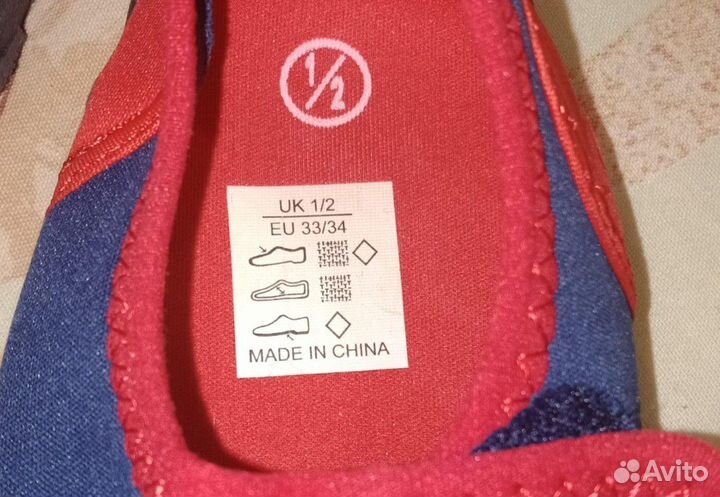 1/2
UK 1/2
EU 33/34
MADE IN CHINA
Avito